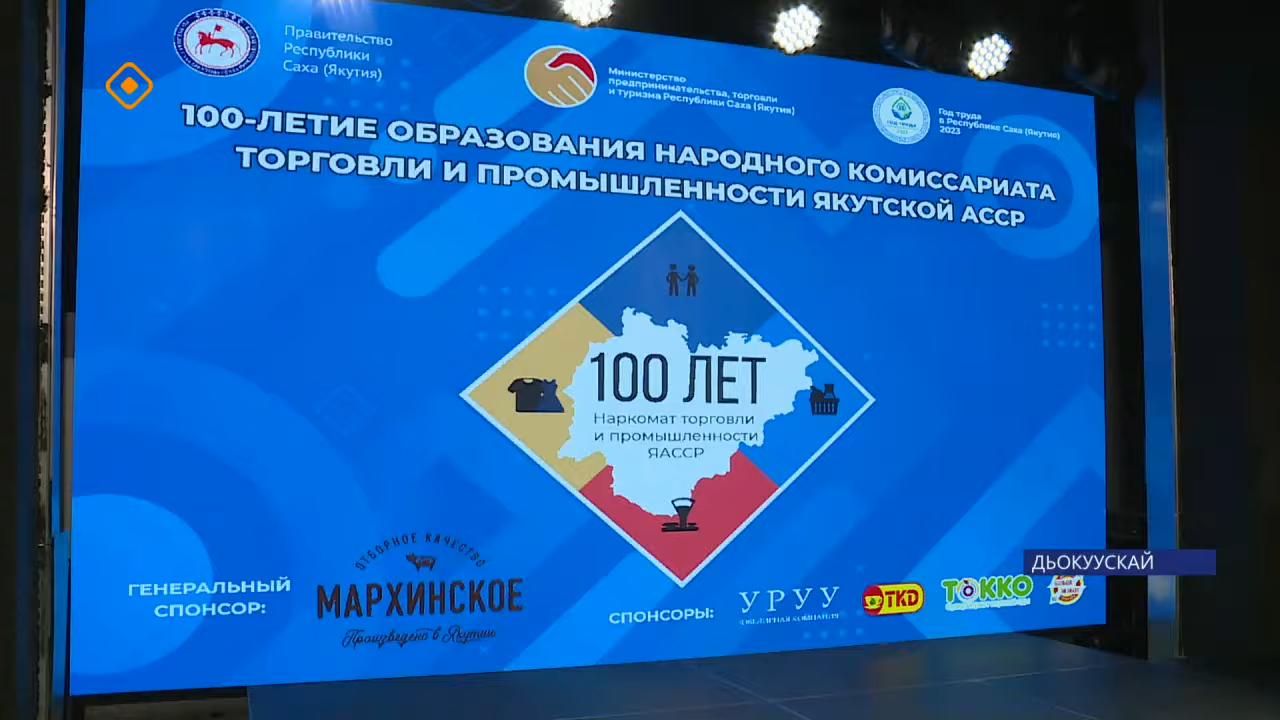 Правительство
Республики
Саха (Якутия)
Министерство
предпринимательства, торговли
и туризма Республики Саха (Якутия)
Год труда
в Республике Саха (Якутия)
2023
100-ЛЕТИЕ ОБРАЗОВАНИЯ НАРОДНОГО КОМИССАРИАТА
ТОРГОВЛИ И ПРОМЫШЛЕННОСТИ ЯКУТСКОЙ АССР
100 ЛЕТ
Наркомат торговли
и промышленности
ЯАССР
ГЕНЕРАЛЬНЫЙ
СПОНСОР:
ОТБОРНОЕ КАЧЕСТВО
МАРХИНСКОЕ
Произведено в Якутии
СПОНСОРЫ:
УРУУ
ЮВЕЛИРНАЯ КОМПАНИЯ
TKD
ТОККО
ДЬОКУУСКАЙ